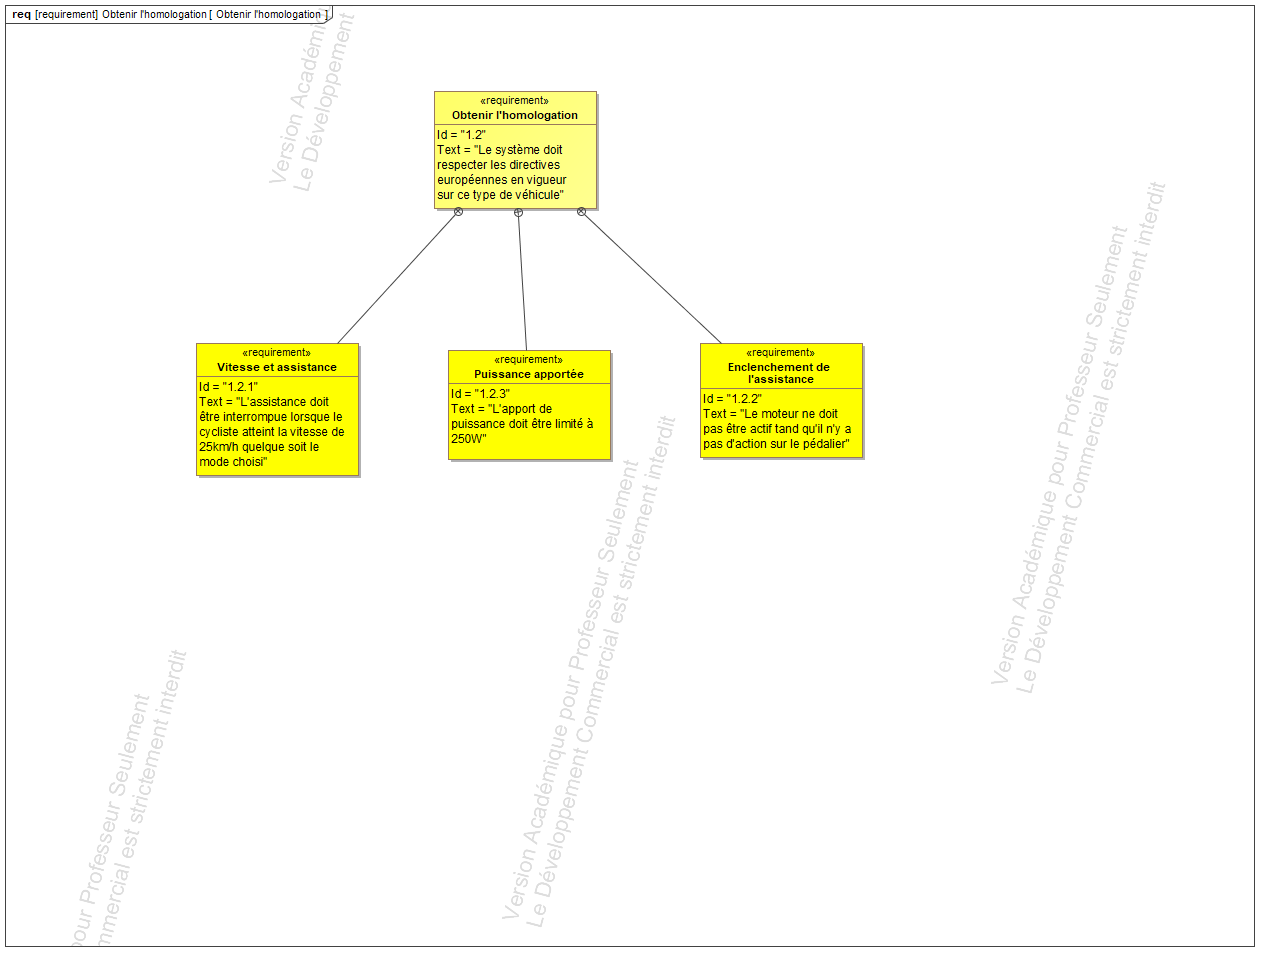 req [requirement] Obtenir l'homologation [ Obtenir l'homologation ]
«requirement»
Obtenir l'homologation
Id = "1.2"
Text = "Le système doit
respecter les directives
européennes en vigueur
sur ce type de véhicule"
«requirement»
Vitesse et assistance
Id = "1.2.1"
Text = "L'assistance doit
être interrompue lorsque le
cycliste atteint la vitesse de
25km/h quelque soit le
mode choisi"
«requirement»
Puissance apportée
Id = "1.2.3"
Text = "L'apport de
puissance doit être limité à
250W"
«requirement»
Enclenchement de
l'assistance
Id = "1.2.2"
Text = "Le moteur ne doit
pas être actif tand qu'il n'y a
pas d'action sur le pédalier"
Version Académiq
Le Développement
Version Académique pour Professeur Seulement
Le Développement Commercial est strictement interdit
Version Académique pour Professeur Seulement
Le Développement Commercial est strictement interdit
pour Professeur Seulement
mmercial est strictement interdit